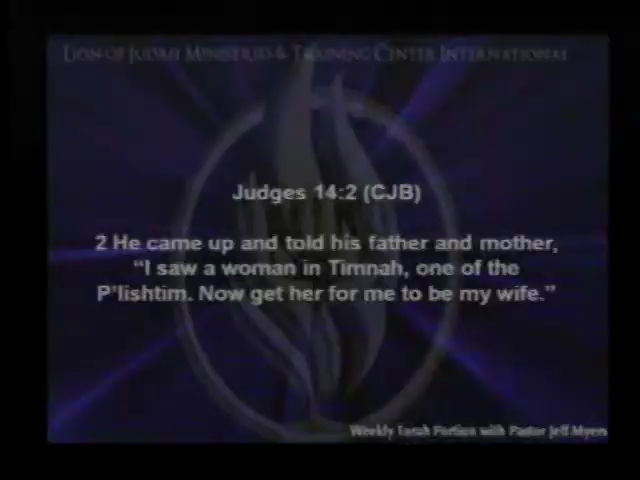 Lion of Judah Ministries & Training Center International
Judges 14:2 (CJB)
2 He came up and told his father and mother,
“I saw a woman in Timnah, one of the
P’lishtim. Now get her for me to be my wife.”
Weekly Torah Portion with Pastor Jeff Myers